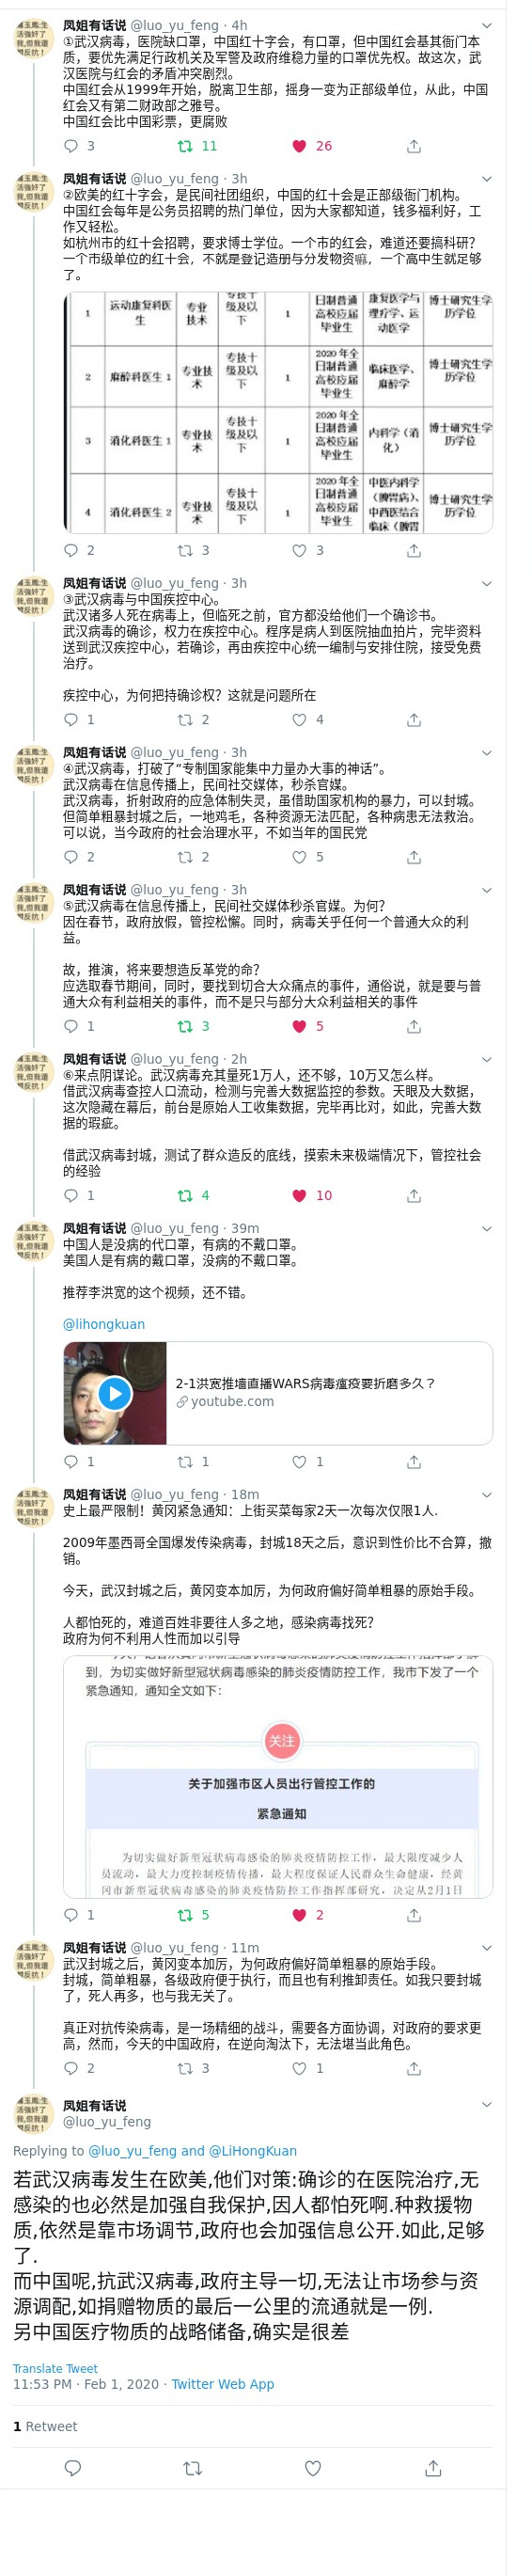 凤姐有话说 @luo_yu_feng · 4h
①武汉病毒，医院缺口罩，中国红十字会，有口罩，但中国红会基其衙门本
质，要优先满足行政机关及军警及政府维稳力量的口罩优先权。故这次，武
汉医院与红会的矛盾冲突剧烈。
中国红会从1999年开始，脱离卫生部，摇身一变为正部级单位，从此，中国
红会又有第二财政部之雅号。
中国红会比中国彩票，更腐败
3 11 26
凤姐有话说 @luo_yu_feng · 3h
②欧美的红十字会，是民间社团组织，中国的红十会是正部级衙门机构。
中国红会每年是公务员招聘的热门单位，因为大家都知道，钱多福利好，工
作又轻松。
如杭州市的红十会招聘，要求博士学位。一个市的红会，难道还要搞科研？
一个市级单位的红十会，不就是登记造册与分发物资嘛，一个高中生就足够
了。
1 运动康复科医生 专业技术 专技十级及以下 1 日制普通高校应届毕业生 康复医学与理疗学、运动医学 博士研究生学历学位
2 麻醉科医生 1 专业技术 专技十级及以下 1 2020 年全日制普通高校应届毕业生 临床医学、麻醉学 博士研究生学历学位
3 消化科医生 1 专业技术 专技十级及以下 1 2020 年全日制普通高校应届毕业生 内科学（消化） 博士研究生学历学位
4 消化科医生 2 专业技术 专技十级及以下 1 2020 年全日制普通高校应届毕业生 中医内科学（脾胃病）、中西医结合临床（脾胃 博士研究生学历学位
2 3 3
凤姐有话说 @luo_yu_feng · 3h
③武汉病毒与中国疾控中心。
武汉诸多人死在病毒上，但临死之前，官方都没给他们一个确诊书。
武汉病毒的确诊，权力在疾控中心。程序是病人到医院抽血拍片，完毕资料
送到武汉疾控中心，若确诊，再由疾控中心统一编制与安排住院，接受免费
治疗。
疾控中心，为何把持确诊权？这就是问题所在
1 2 4
凤姐有话说 @luo_yu_feng · 3h
④武汉病毒，打破了“专制国家能集中力量办大事的神话”。
武汉病毒在信息传播上，民间社交媒体，秒杀官媒。
武汉病毒，折射政府的应急体制失灵，虽借助国家机构的暴力，可以封城。
但简单粗暴封城之后，一地鸡毛，各种资源无法匹配，各种病患无法救治。
可以说，当今政府的社会治理水平，不如当年的国民党
2 2 5
凤姐有话说 @luo_yu_feng · 3h
⑤武汉病毒在信息传播上，民间社交媒体秒杀官媒。为何？
因在春节，政府放假，管控松懈。同时，病毒关乎任何一个普通大众的利
益。
故，推演，将来要想造反革党的命？
应选取春节期间，同时，要找到切合大众痛点的事件，通俗说，就是要与普
通大众有利益相关的事件，而不是只与部分大众利益相关的事件
1 3 5
凤姐有话说 @luo_yu_feng · 2h
⑥来点阴谋论。武汉病毒充其量死1万人，还不够，10万又怎么样。
借武汉病毒查控人口流动，检测与完善大数据监控的参数。天眼及大数据，
这次隐藏在幕后，前台是原始人工收集数据，完毕再比对，如此，完善大数
据的瑕疵。
借武汉病毒封城，测试了群众造反的底线，摸索未来极端情况下，管控社会
的经验
1 4 10
凤姐有话说 @luo_yu_feng · 39m
中国人是没病的代口罩，有病的不戴口罩。
美国人是有病的戴口罩，没病的不戴口罩。
推荐李洪宽的这个视频，还不错。
@lihongkuan
2-1洪宽推墙直播WARS病毒瘟疫要折磨多久？
youtube.com
1 1 1
凤姐有话说 @luo_yu_feng · 18m
史上最严限制！黄冈紧急通知：上街买菜每家2天一次每次仅限1人.
2009年墨西哥全国爆发传染病毒，封城18天之后，意识到性价比不合算，撤
销。
今天，武汉封城之后，黄冈变本加厉，为何政府偏好简单粗暴的原始手段。
人都怕死的，难道百姓非要往人多之地，感染病毒找死？
政府为何不利用人性而加以引导
到，为切实做好新型冠状病毒感染的肺炎疫情防控工作，我市下发了一个
紧急通知，通知全文如下：
关注
关于加强市区人员出行管控工作的
紧急通知
为切实做好新型冠状病毒感染的肺炎疫情防控工作，最大限度减少人
员流动，最大力度控制疫情传播，最大程度保证人民群众生命健康，经黄
冈市新型冠状病毒感染的肺炎疫情防控工作指挥部研究，决定从2月1日
1 5 2
凤姐有话说 @luo_yu_feng · 11m
武汉封城之后，黄冈变本加厉，为何政府偏好简单粗暴的原始手段。
封城，简单粗暴，各级政府便于执行，而且也有利推卸责任。如我只要封城
了，死人再多，也与我无关了。
真正对抗传染病毒，是一场精细的战斗，需要各方面协调，对政府的要求更
高，然而，今天的中国政府，在逆向淘汰下，无法堪当此角色。
2 3 1
凤姐有话说
@luo_yu_feng
Replying to @luo_yu_feng and @LiHongKuan
若武汉病毒发生在欧美,他们对策:确诊的在医院治疗,无
感染的也必然是加强自我保护,因人都怕死啊.种救援物
质,依然是靠市场调节,政府也会加强信息公开.如此,足够
了.
而中国呢,抗武汉病毒,政府主导一切,无法让市场参与资
源调配,如捐赠物质的最后一公里的流通就是一例.
另中国医疗物质的战略储备,确实是很差
Translate Tweet
11:53 PM · Feb 1, 2020 · Twitter Web App
1 Retweet